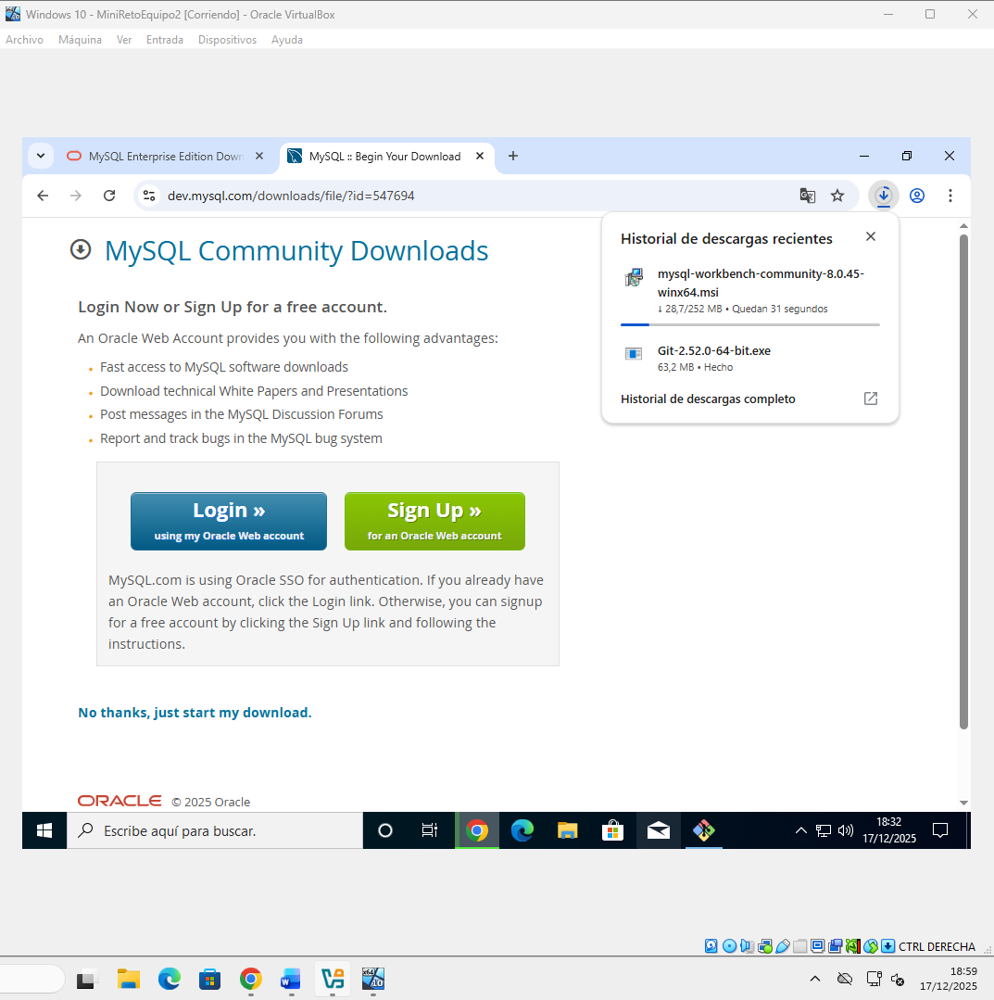 Windows 10 - MiniRetoEquipo2 [Corriendo] - Oracle VirtualBox
Archivo Máquina Ver Entrada Dispositivos Ayuda
MySQL Enterprise Edition Down
MySQL :: Begin Your Download
dev.mysql.com/downloads/file/?id=547694
MySQL Community Downloads
Login Now or Sign Up for a free account.
An Oracle Web Account provides you with the following advantages:
Fast access to MySQL software downloads
Download technical White Papers and Presentations
Post messages in the MySQL Discussion Forums
Report and track bugs in the MySQL bug system
Login »
using my Oracle Web account
Sign Up »
for an Oracle Web account
MySQL.com is using Oracle SSO for authentication. If you already have
an Oracle Web account, click the Login link. Otherwise, you can signup
for a free account by clicking the Sign Up link and following the
instructions.
No thanks, just start my download.
ORACLE © 2025 Oracle
Historial de descargas recientes
mysql-workbench-community-8.0.45-
winx64.msi
↓ 28,7/252 MB • Quedan 31 segundos
Git-2.52.0-64-bit.exe
63,2 MB • Hecho
Historial de descargas completo
Escribe aquí para buscar.
18:32
17/12/2025
CTRL DERECHA
18:59
17/12/2025